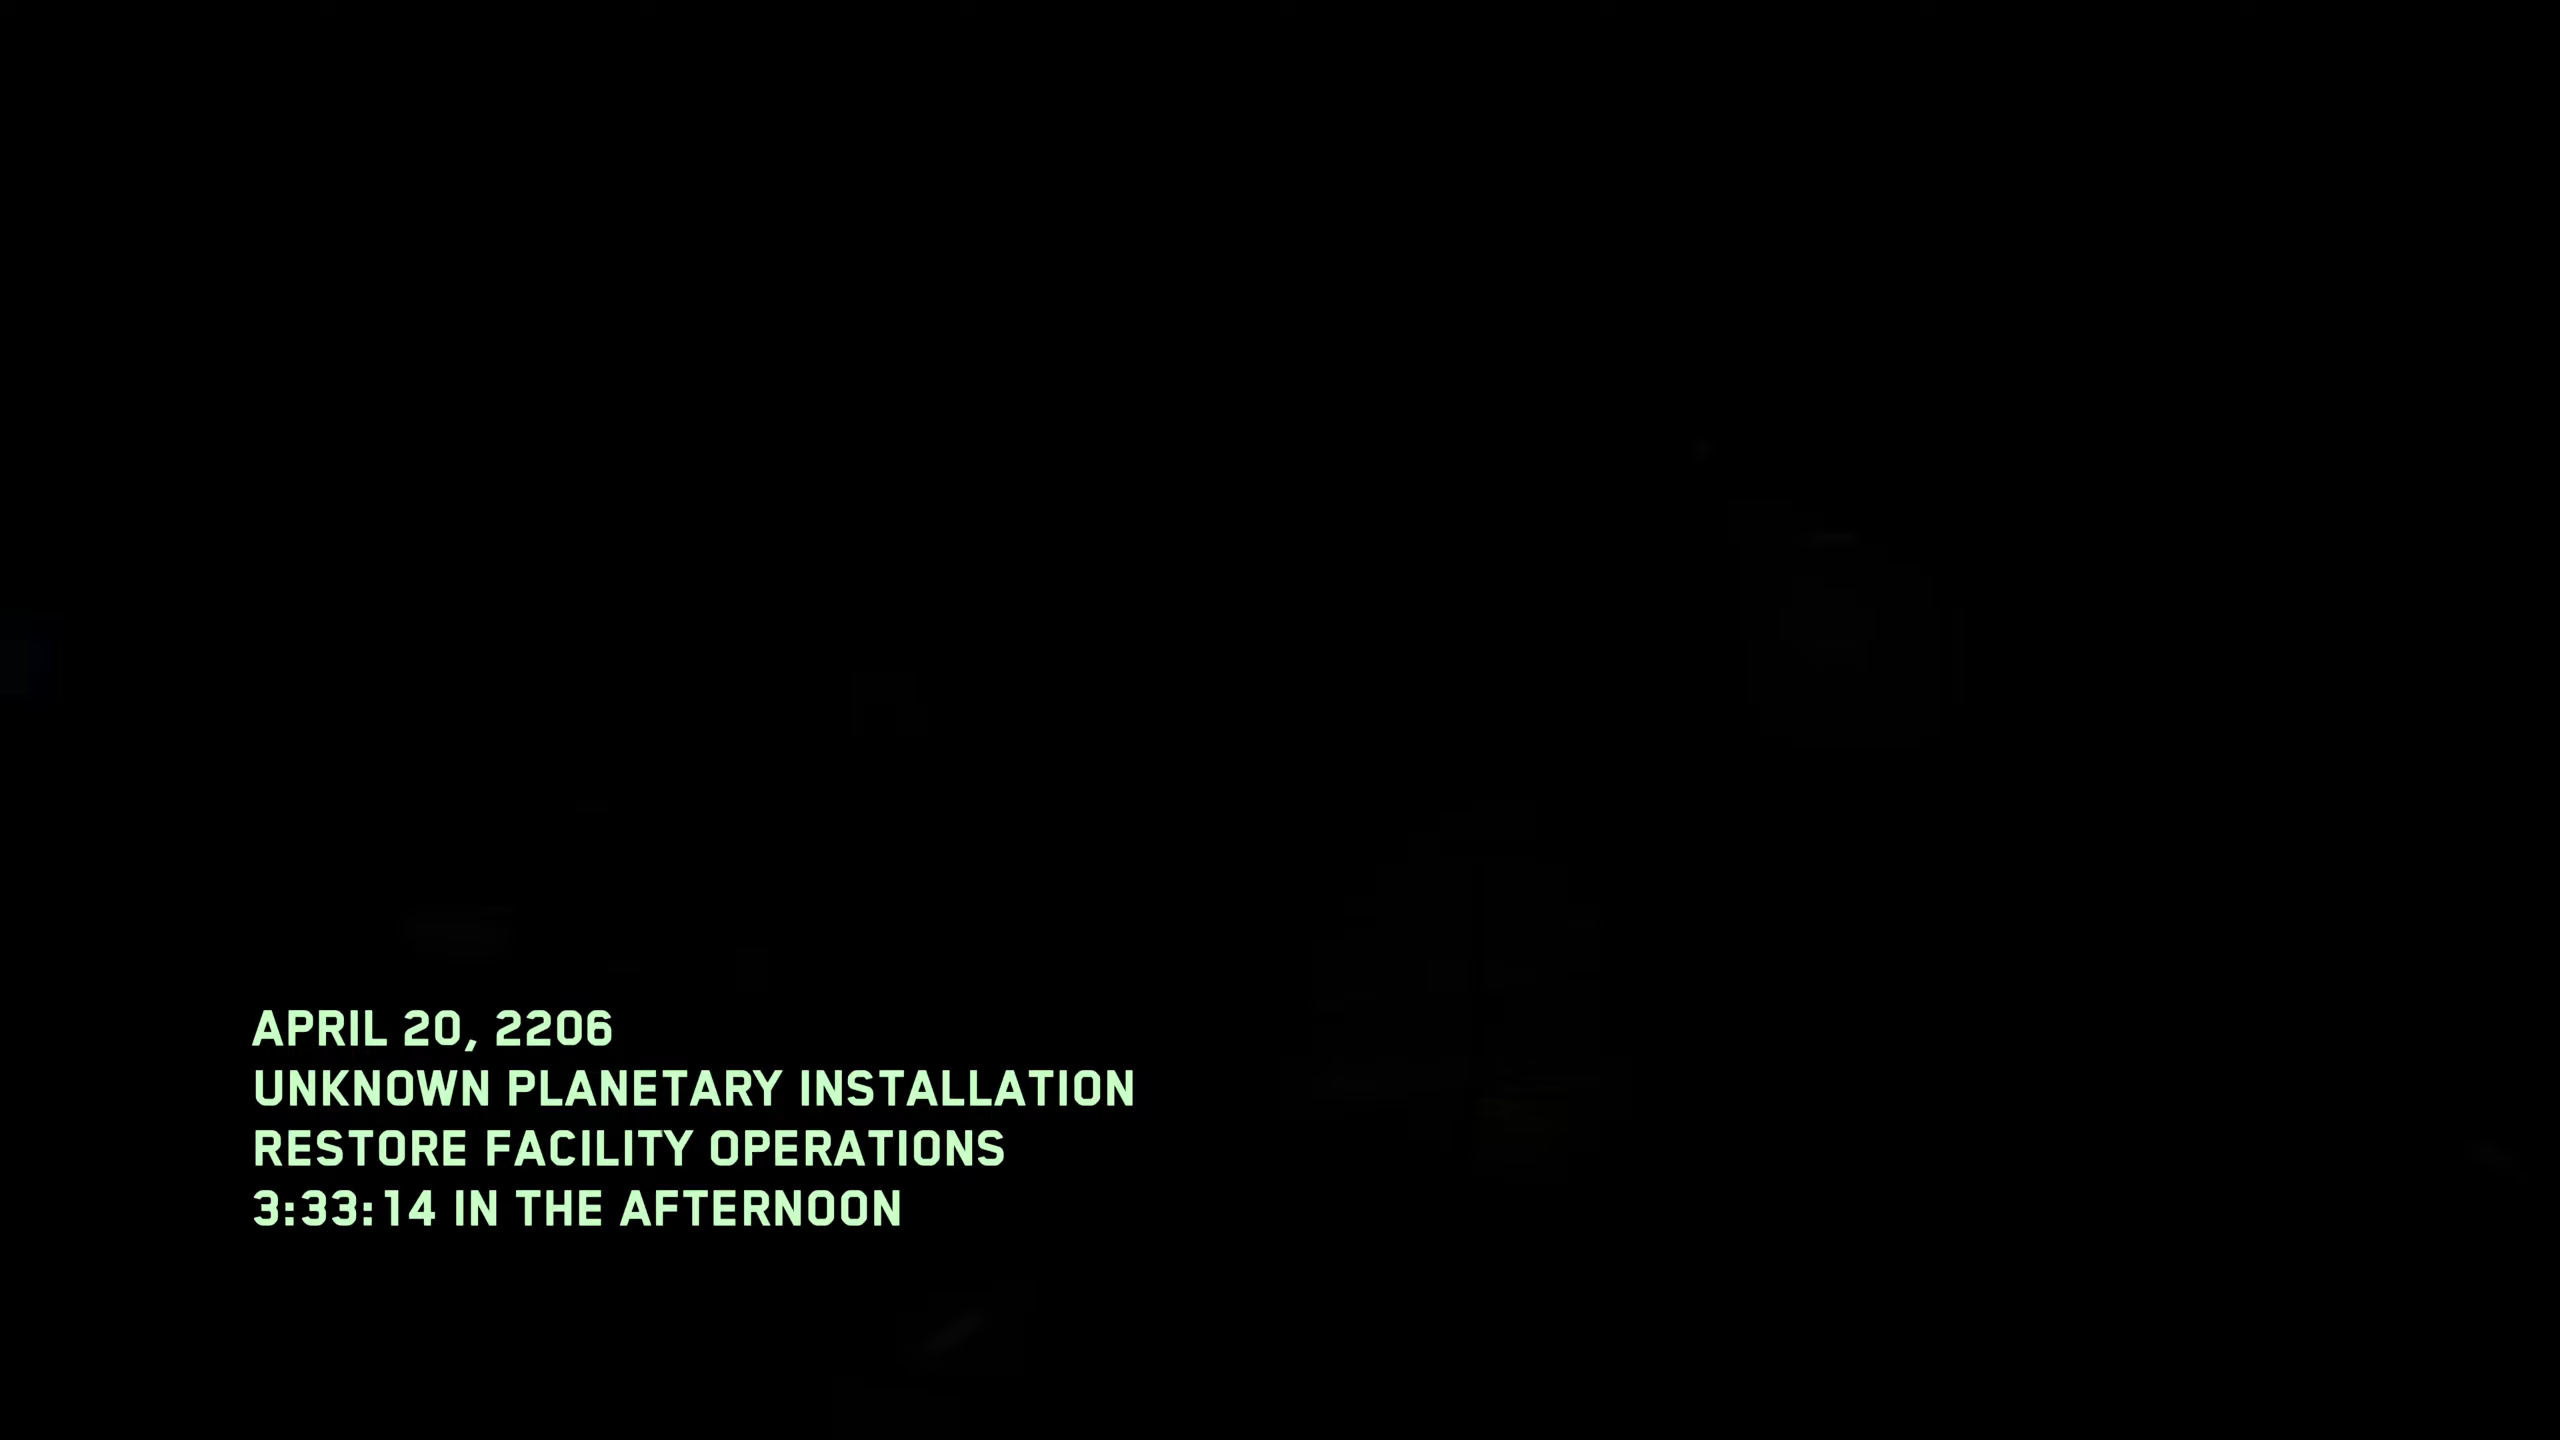 APRIL 20, 2206
UNKNOWN PLANETARY INSTALLATION
RESTORE FACILITY OPERATIONS
3:33:14 IN THE AFTERNOON